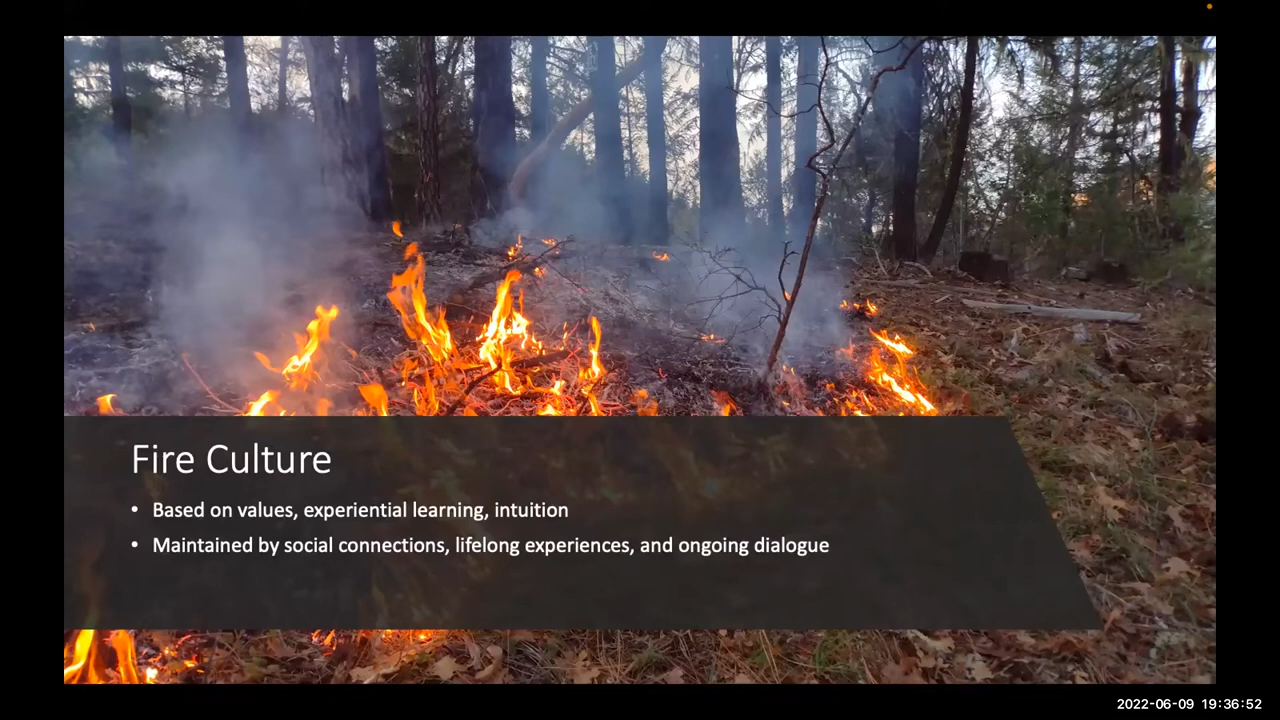 Fire Culture
• Based on values, experiential learning, intuition
• Maintained by social connections, lifelong experiences, and ongoing dialogue
2022-06-09 19:36:52